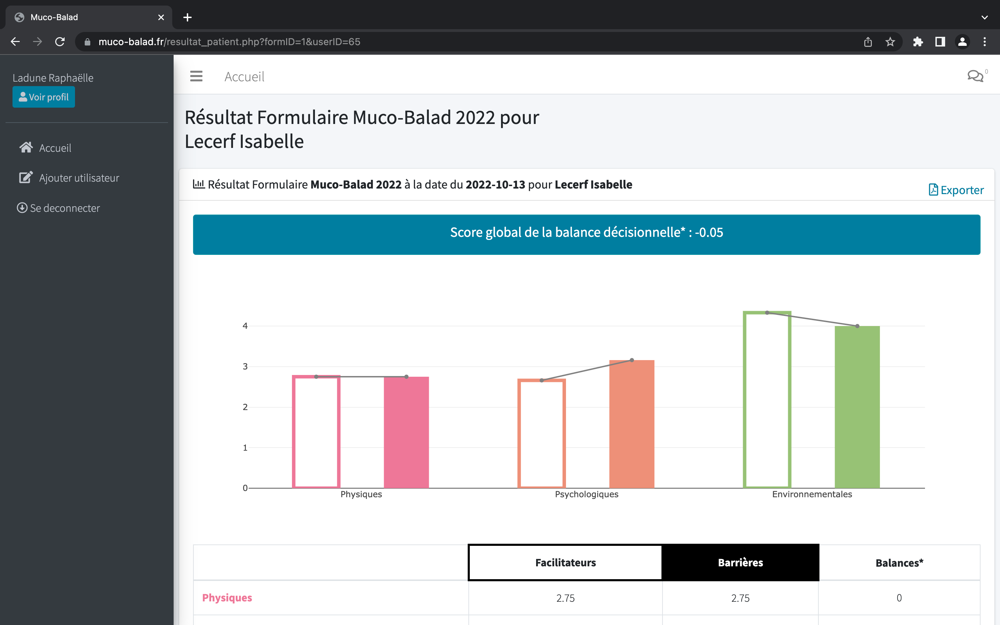 Muco-Balad
muco-balad.fr/resultat_patient.php?formID=1&userID=65
Ladune Raphaëlle
Voir profil
Accueil
Ajouter utilisateur
Se deconnecter
Accueil
0
Résultat Formulaire Muco-Balad 2022 pour
Lecerf Isabelle
Résultat Formulaire Muco-Balad 2022 à la date du 2022-10-13 pour Lecerf Isabelle
Exporter
Score global de la balance décisionnelle* : -0.05
4
3
2
1
0
Physiques Psychologiques Environnementales
Facilitateurs Barrières Balances*
Physiques 2.75 2.75 0